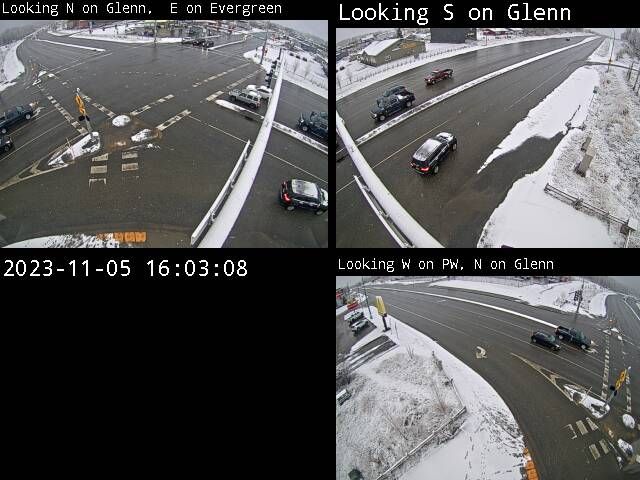 Looking N on Glenn,  E on Evergreen
Looking S on Glenn
2023-11-05 16:03:08
Looking W on PW, N on Glenn